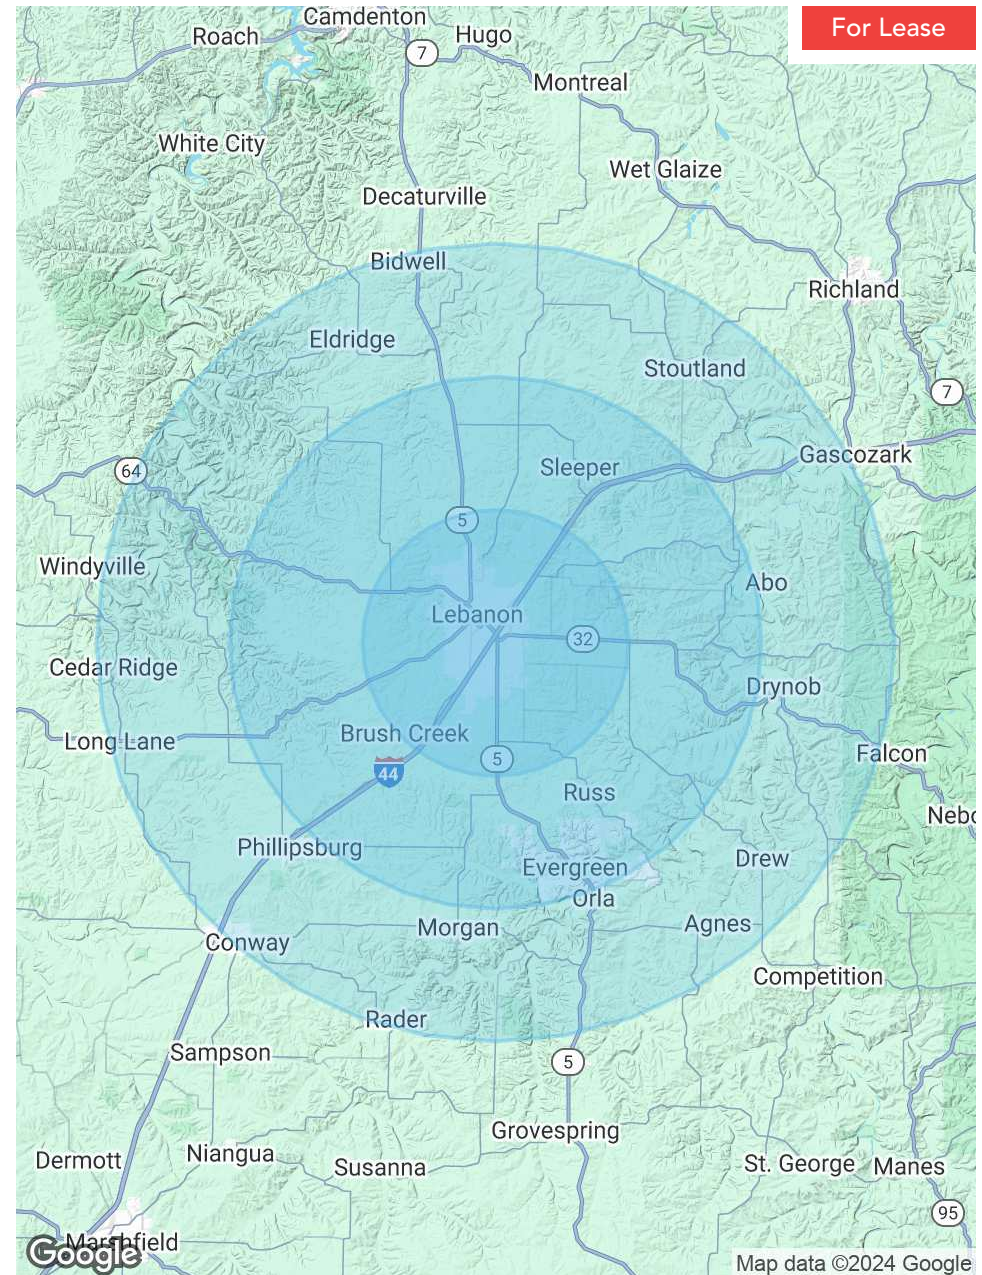 Camdenton
For Lease
Roach
Hugo
7
Montreal
White City
Wet Glaize
Decaturville
Bidwell
Richland
Eldridge
Stoutland
7
Gascozark
Sleeper
64
5
Windyville
Abo
Lebanon
32
Cedar Ridge
Drynob
Brush Creek
Long Lane
Falcon
5
44
Russ
Nebo
Phillipsburg
Drew
Evergreen
Orla
Agnes
Morgan
Conway
Competition
Rader
Sampson
5
Grovespring
Niangua
Dermott
Susanna
St. George
Manes
95
Marshfield
Google
Map data ©2024 Google